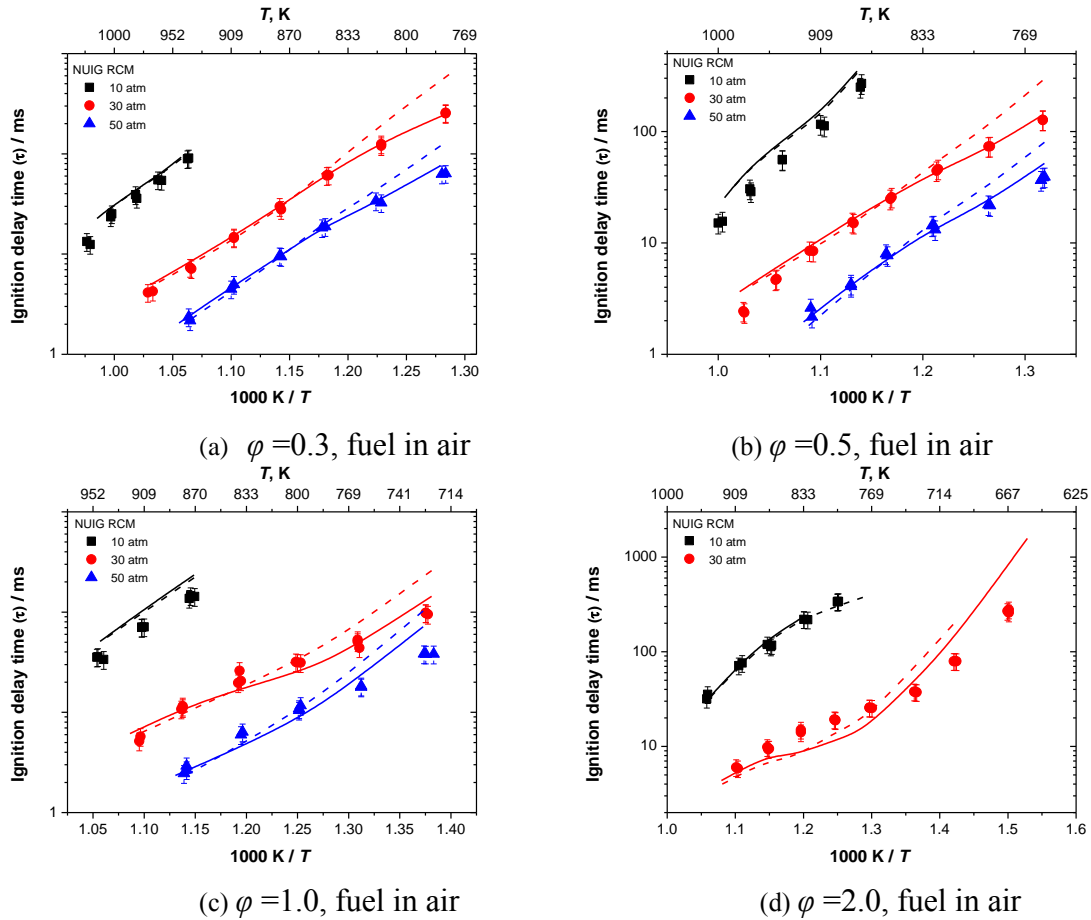 T, K
1000 942 909 870 847 833 800 769
NUIG RCM
10 atm
30 atm
50 atm
Ignition delay time (τ) / ms
1
1.00 1.05 1.10 1.15 1.20 1.25 1.30
1000 K / T
(a) φ =0.3, fuel in air
T, K
1000 909 833 769
NUIG RCM
10 atm
30 atm
50 atm
Ignition delay time (τ) / ms
100
10
1
1.0 1.1 1.2 1.3
1000 K / T
(b) φ =0.5, fuel in air
T, K
952 909 870 833 800 769 741 714
NUIG RCM
10 atm
30 atm
50 atm
Ignition delay time (τ) / ms
1
1.05 1.10 1.15 1.20 1.25 1.30 1.35 1.40
1000 K / T
(c) φ =1.0, fuel in air
T, K
1000 909 833 769 714 667 625
NUIG RCM
10 atm
30 atm
Ignition delay time (τ) / ms
1000
100
10
1.0 1.1 1.2 1.3 1.4 1.5 1.6
1000 K / T
(d) φ =2.0, fuel in air